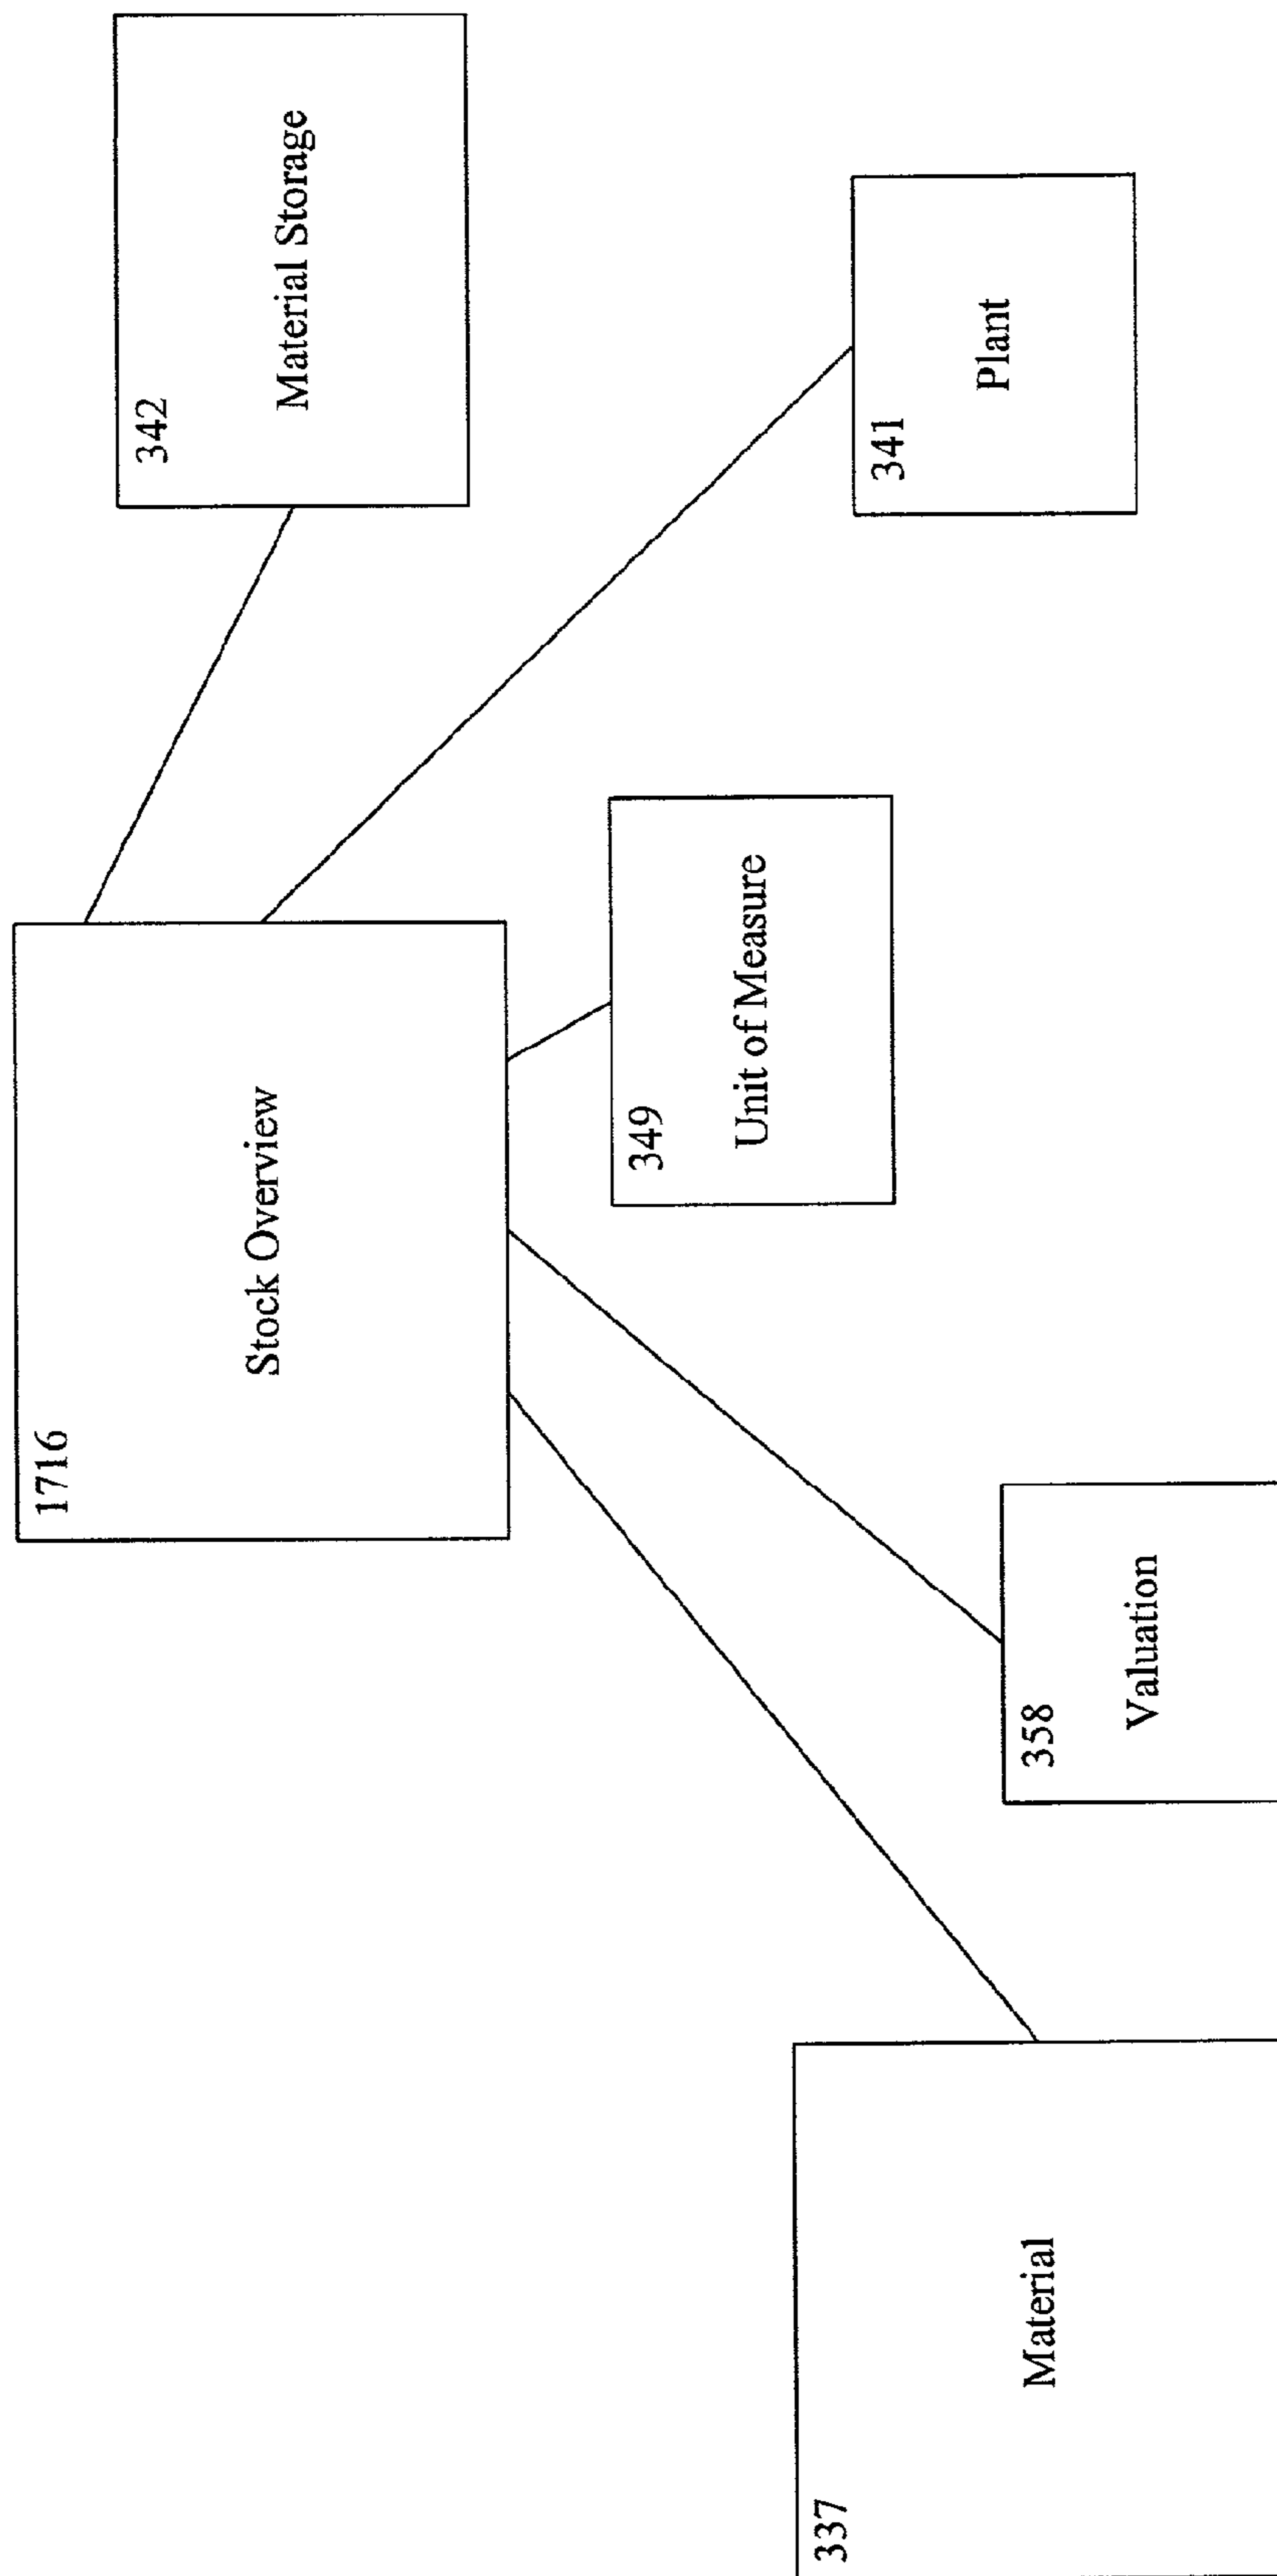 1716
Stock Overview
342
Material Storage
349
Unit of Measure
341
Plant
337
Material
358
Valuation